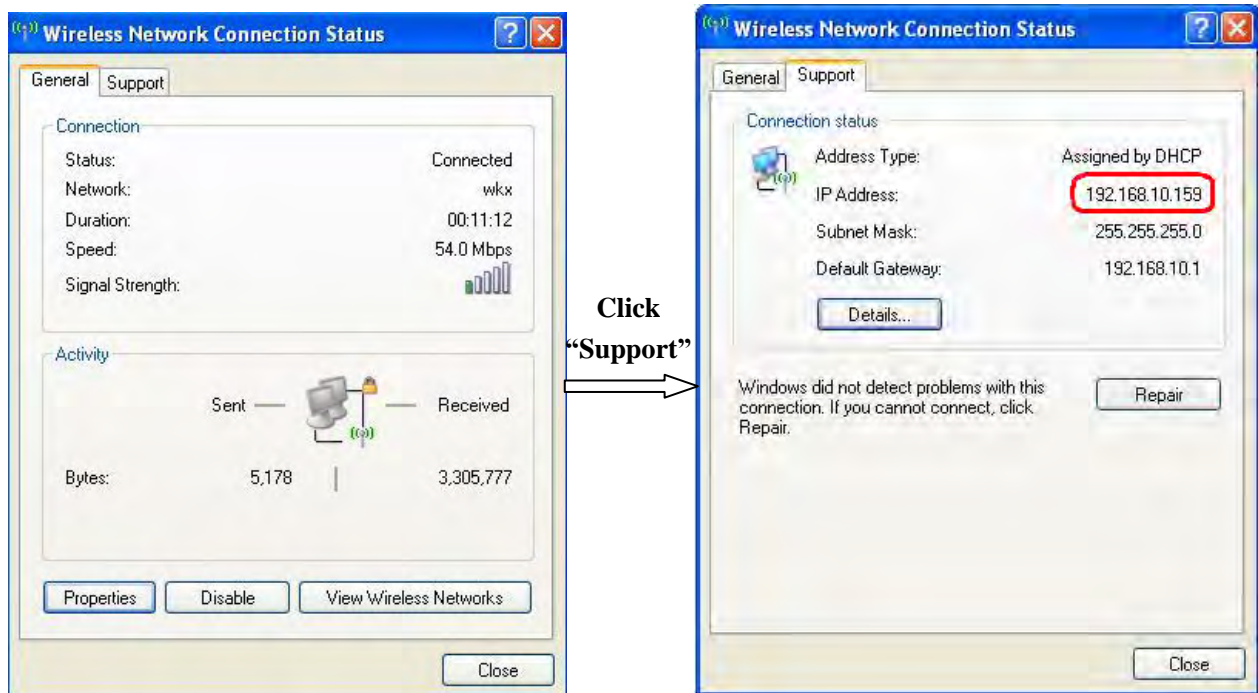 Wireless Network Connection Status
General Support
Connection
Status: Connected
Network: wkx
Duration: 00:11:12
Speed: 54.0 Mbps
Signal Strength:
Activity
Sent Received
Bytes: 5,178 3,305,777
Properties Disable View Wireless Networks
Close
Click
“Support”
Wireless Network Connection Status
General Support
Connection status
Address Type: Assigned by DHCP
IP Address: 192.168.10.159
Subnet Mask: 255.255.255.0
Default Gateway: 192.168.10.1
Details...
Windows did not detect problems with this
connection. If you cannot connect, click
Repair.
Repair
Close